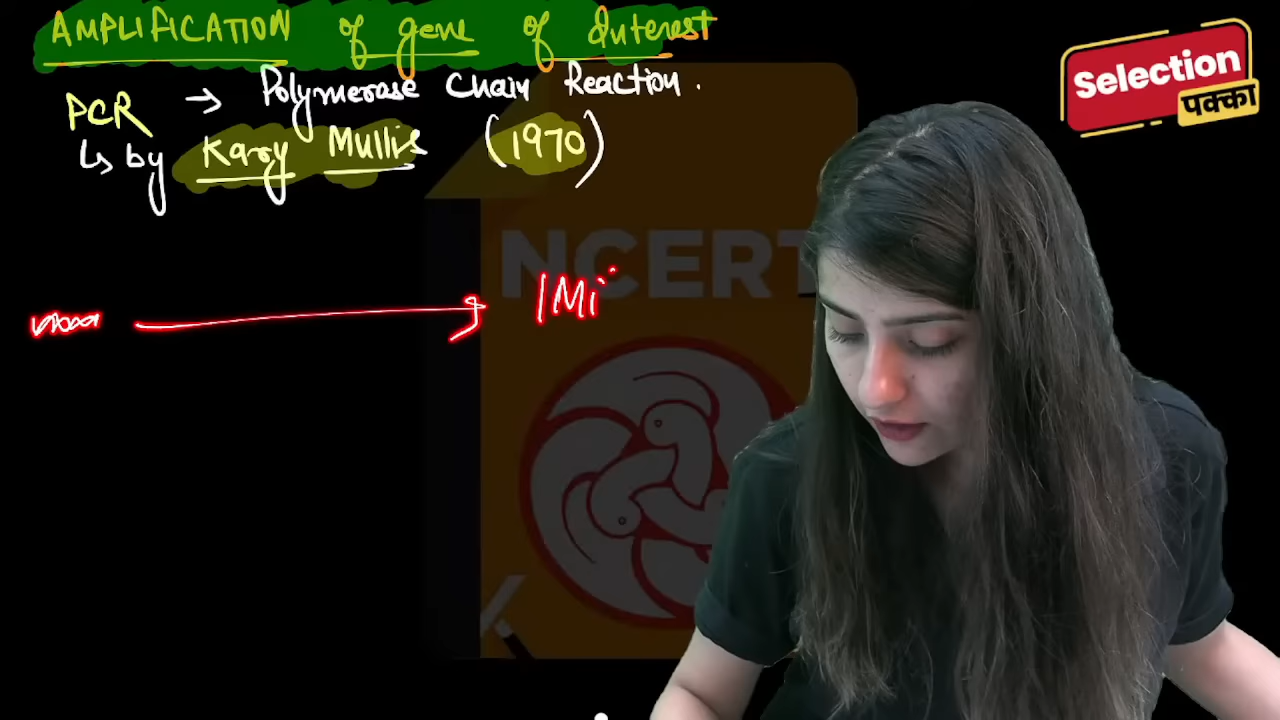 AMPLIFICATION of gene of interest
PCR → Polymerase Chain Reaction.
↳ by Kary Mullis (1970)
Selection
पक्का
NCERT
1Mi